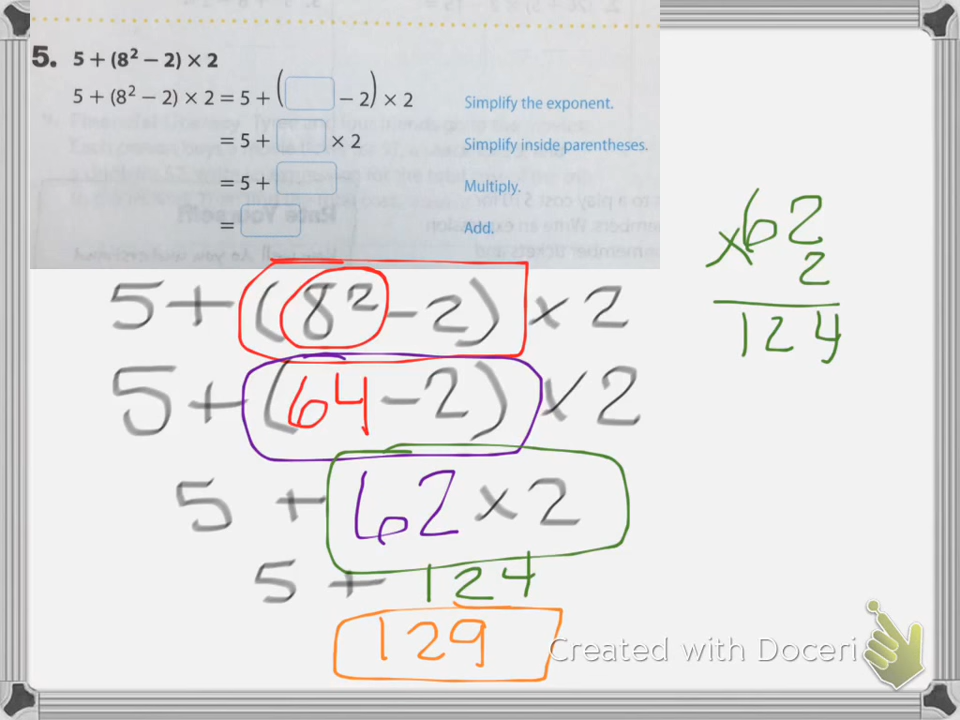 5. 5 + (8² − 2) × 2
5 + (8² − 2) × 2 = 5 + ( − 2) × 2 Simplify the exponent.
= 5 + × 2 Simplify inside parentheses.
= 5 + Multiply.
= Add.
5 + (8² − 2) × 2
5 + (64 − 2) × 2
5 + 62 × 2
5 + 124
129
62
× 2
124
Created with Doceri